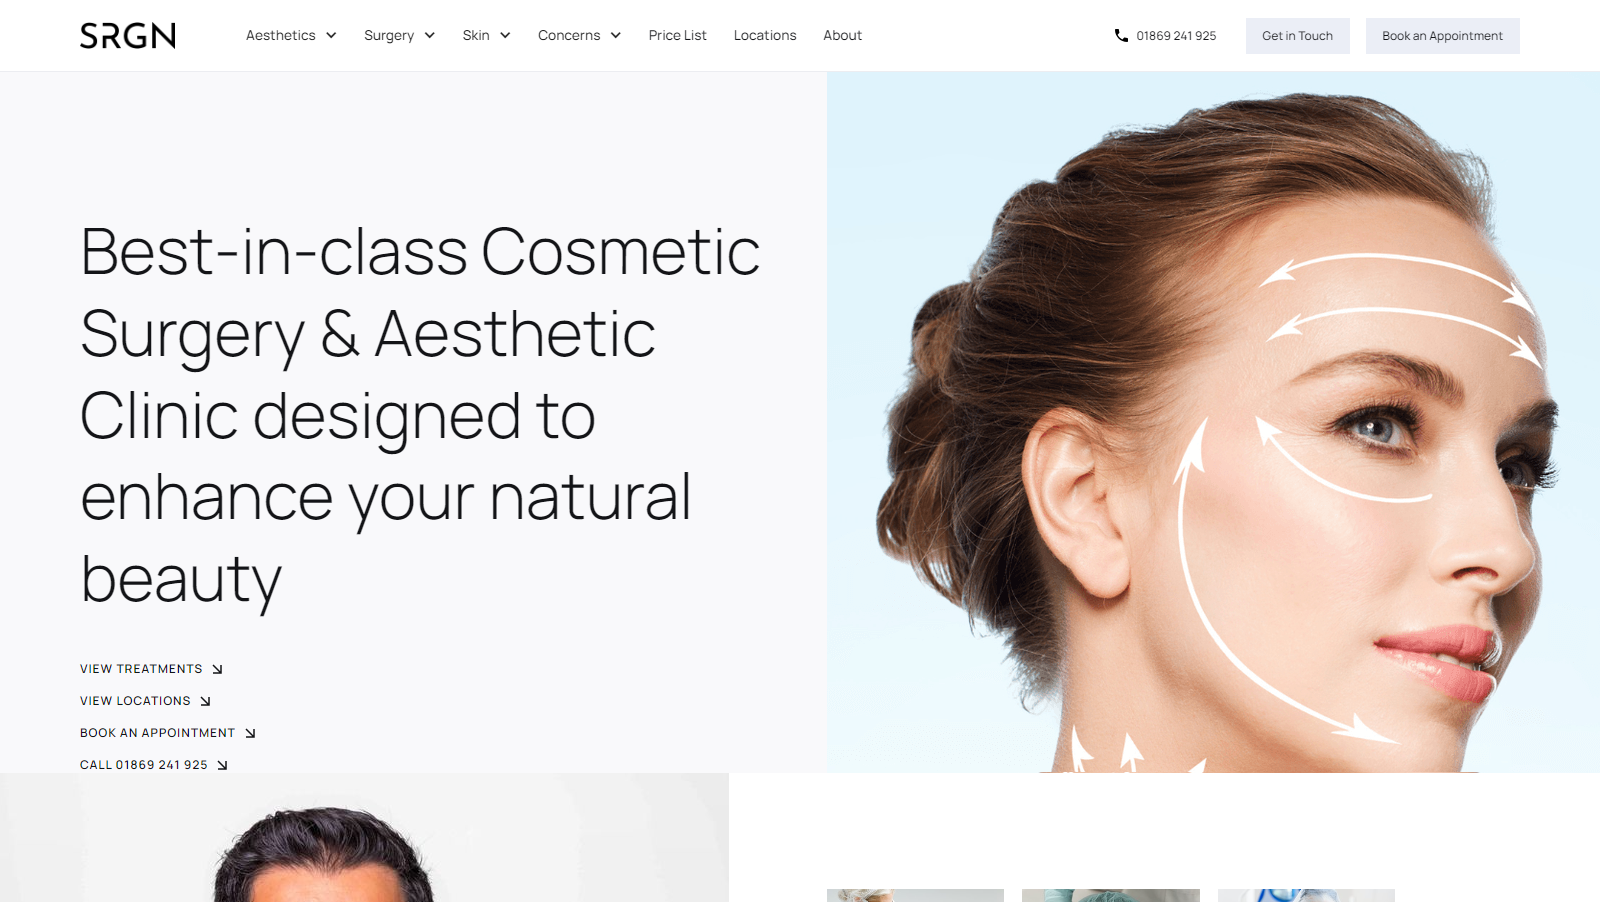 SRGN
Aesthetics
Surgery
Skin
Concerns
Price List
Locations
About
01869 241 925
Get in Touch
Book an Appointment
Best-in-class Cosmetic
Surgery & Aesthetic
Clinic designed to
enhance your natural
beauty
VIEW TREATMENTS
VIEW LOCATIONS
BOOK AN APPOINTMENT
CALL 01869 241 925